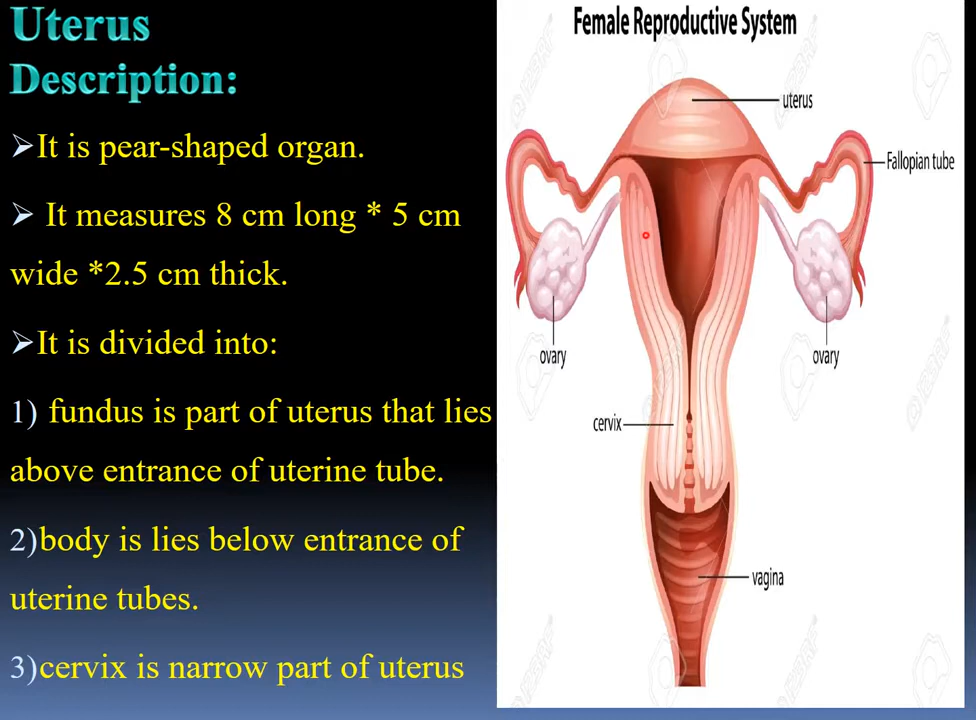 Uterus
Description:
➢It is pear-shaped organ.
➢ It measures 8 cm long * 5 cm
wide *2.5 cm thick.
➢It is divided into:
1) fundus is part of uterus that lies
above entrance of uterine tube.
2)body is lies below entrance of
uterine tubes.
3)cervix is narrow part of uterus
Female Reproductive System
uterus
Fallopian tube
ovary
ovary
cervix
vagina